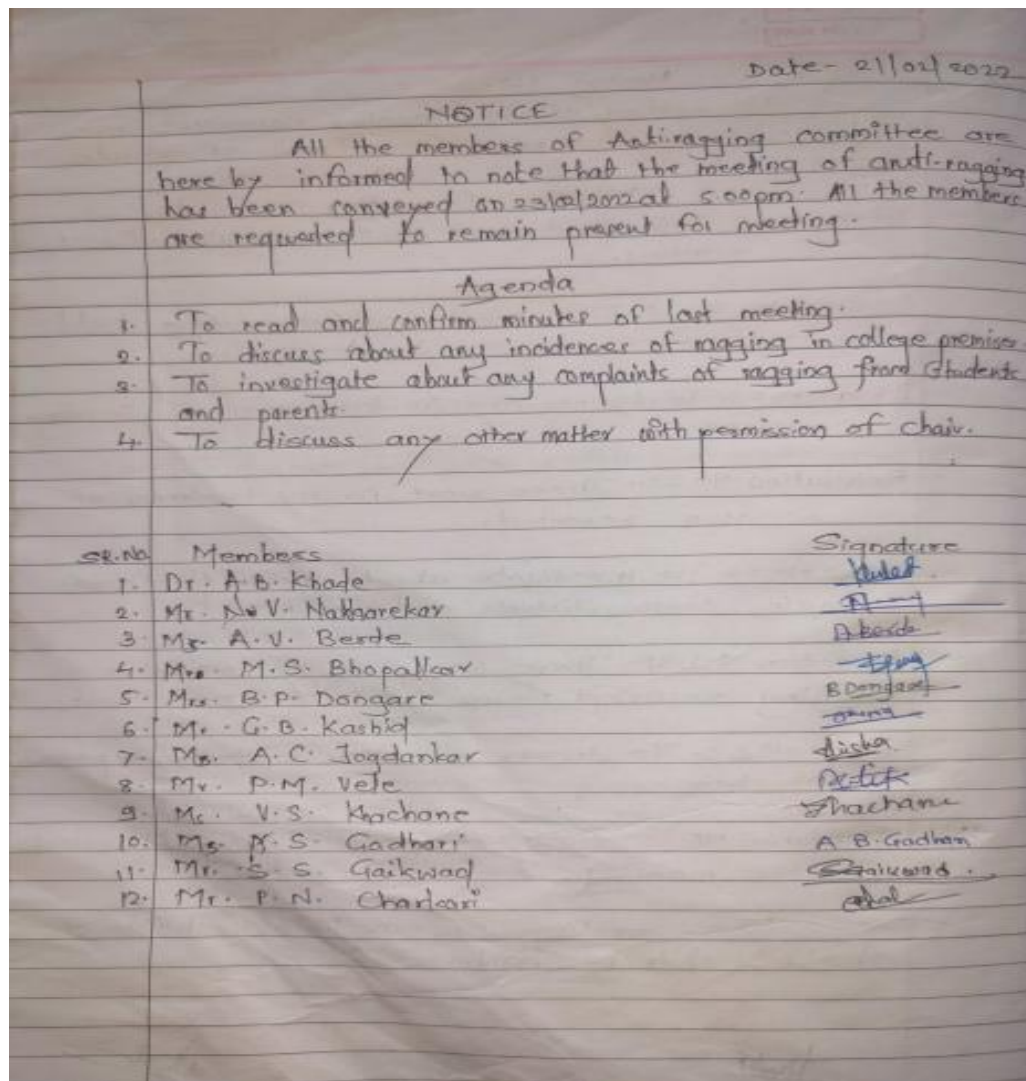 Date- 21/02/2022
NOTICE
All the members of Anti-ragging committee are
here by informed to note that the meeting of anti-ragging
has been conveyed on 23/02/2022 at 5.00pm. All the members
are requested to remain present for meeting.
Agenda
1. To read and confirm minutes of last meeting.
2. To discuss about any incidences of ragging in college premises.
3. To investigate about any complaints of ragging from students
and parents.
4. To discuss any other matter with permission of chair.
SR.No Members Signature
1. Dr. A.B. Khade
2. Mr. N.V. Nakharekar
3. Mr. A.V. Berde A.berde
4. Mrs. M.S. Bhopalkar
5. Mrs. B.P. Dongare B Dongare
6. Mr. G.B. Kashid
7. Ms. A.C. Jogdankar
8. Mr. P.M. Vele
9. Mr. V.S. Khachane Khachane
10. Ms. A.S. Gadhari A B. Gadhari
11. Mr. S.S. Gaikwad Gaikwad.
12. Mr. P.N.